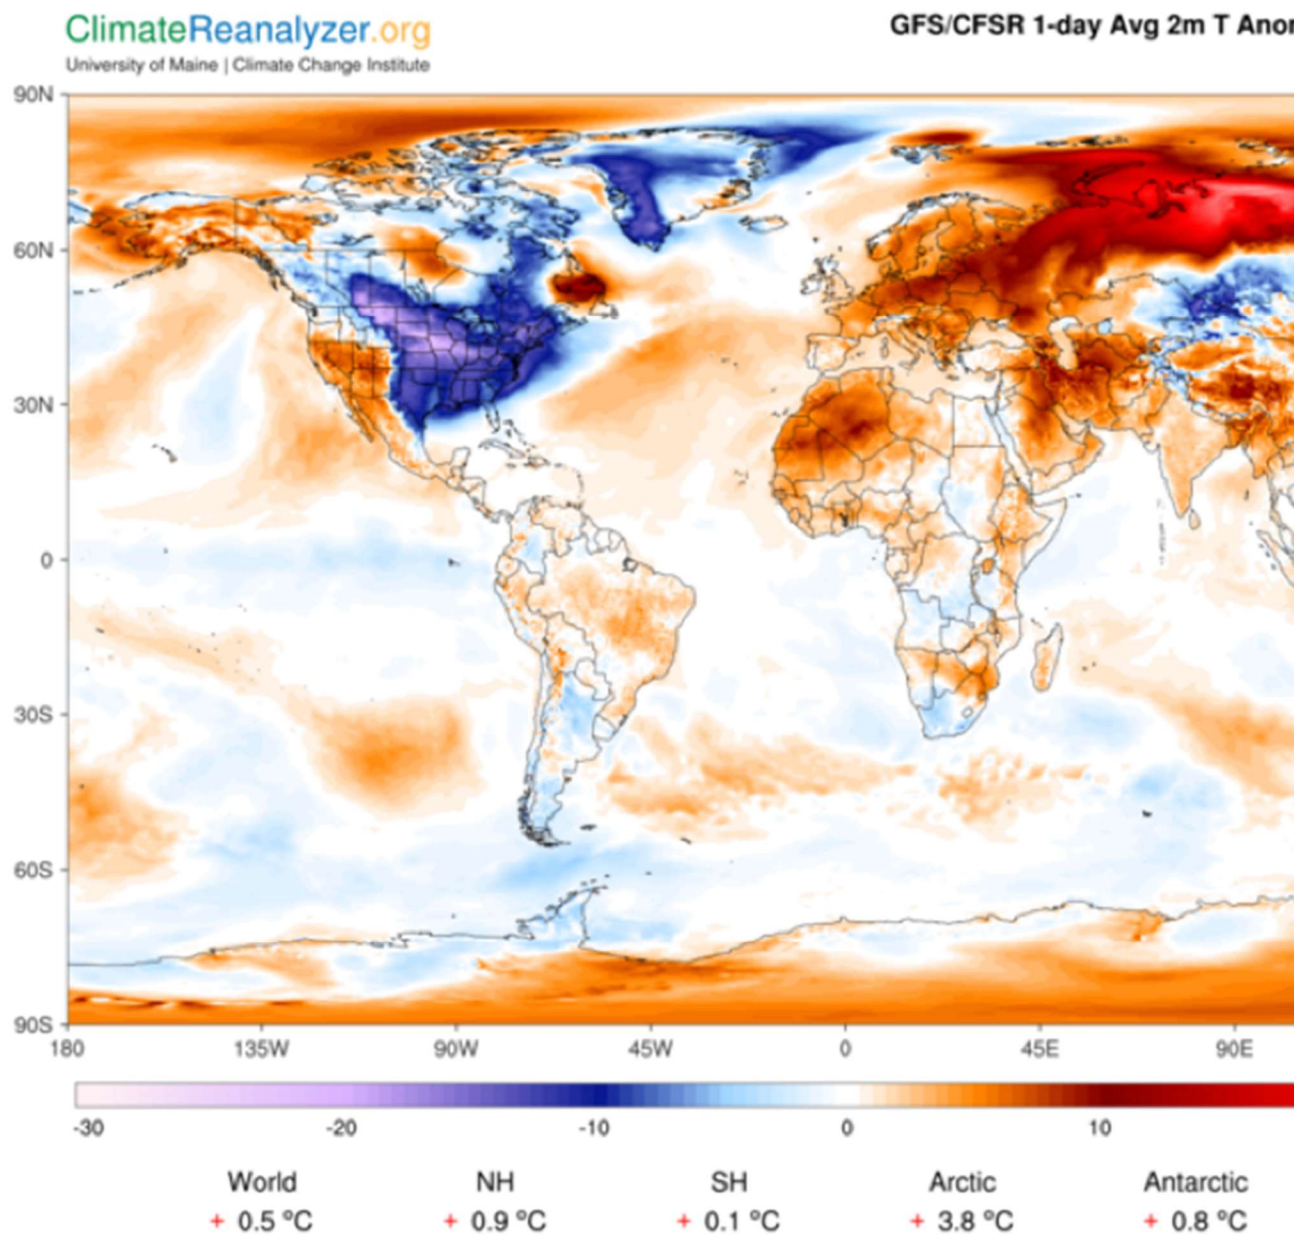 ClimateReanalyzer.org
University of Maine | Climate Change Institute
GFS/CFSR 1-day Avg 2m T Anor
90N
60N
30N
0
30S
60S
90S
180 135W 90W 45W 0 45E 90E
-30 -20 -10 0 10
World NH SH Arctic Antarctic
+ 0.5 °C + 0.9 °C + 0.1 °C + 3.8 °C + 0.8 °C